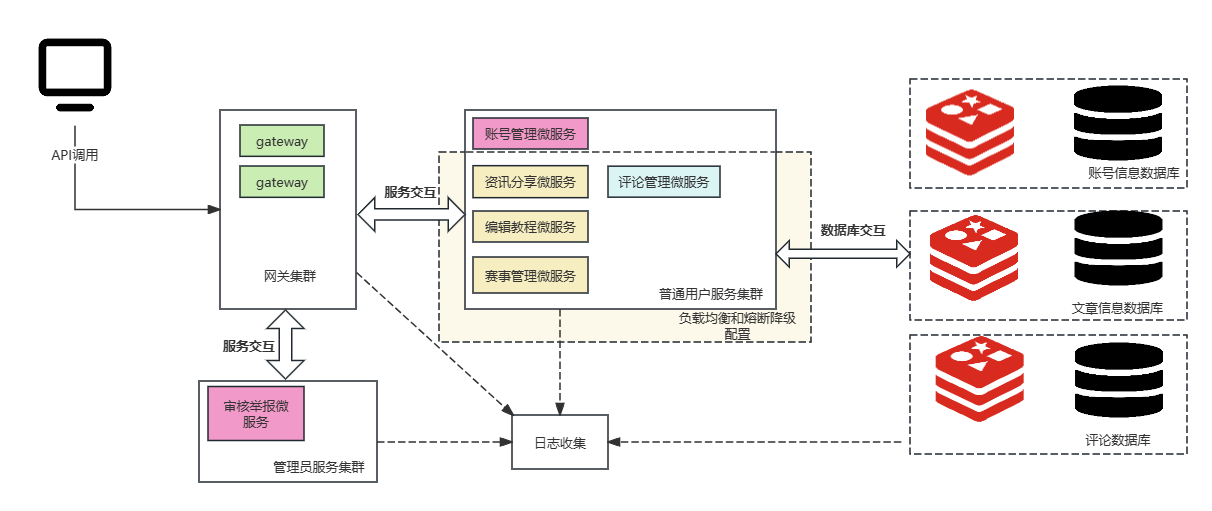 API调用
gateway
gateway
网关集群
服务交互
账号管理微服务
资讯分享微服务
评论管理微服务
编辑教程微服务
赛事管理微服务
普通用户服务集群
负载均衡和熔断降级
配置
数据库交互
账号信息数据库
文章信息数据库
评论数据库
服务交互
审核举报微
服务
管理员服务集群
日志收集